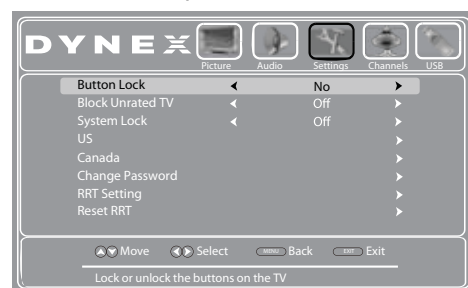 DYNEX
Picture Audio Settings Channels USB
Button Lock No
Block Unrated TV Off
System Lock Off
US
Canada
Change Password
RRT Setting
Reset RRT
Move Select MENU Back EXIT Exit
Lock or unlock the buttons on the TV